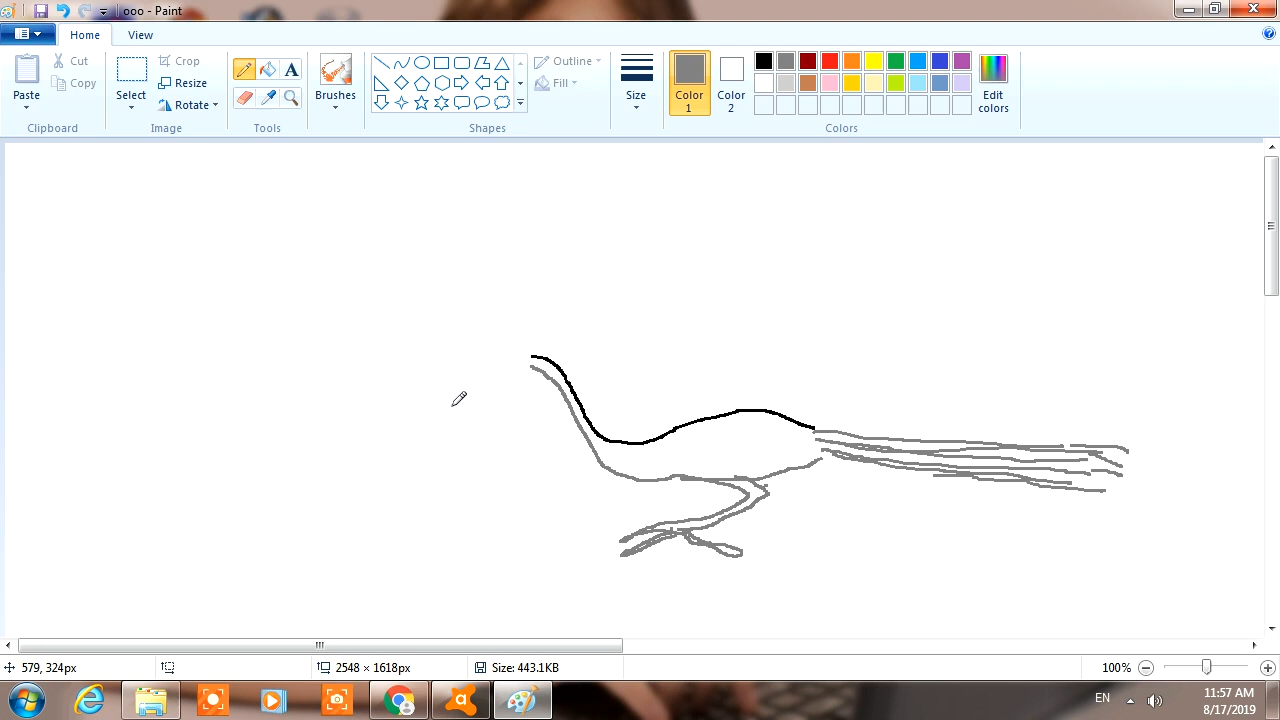 ooo - Paint
Home
View
Paste
Cut
Copy
Clipboard
Select
Crop
Resize
Rotate
Image
A
Tools
Brushes
Shapes
Outline
Fill
Size
Color 1
Color 2
Edit colors
Colors
579, 324px
2548 × 1618px
Size: 443.1KB
100%
EN
11:57 AM
8/17/2019